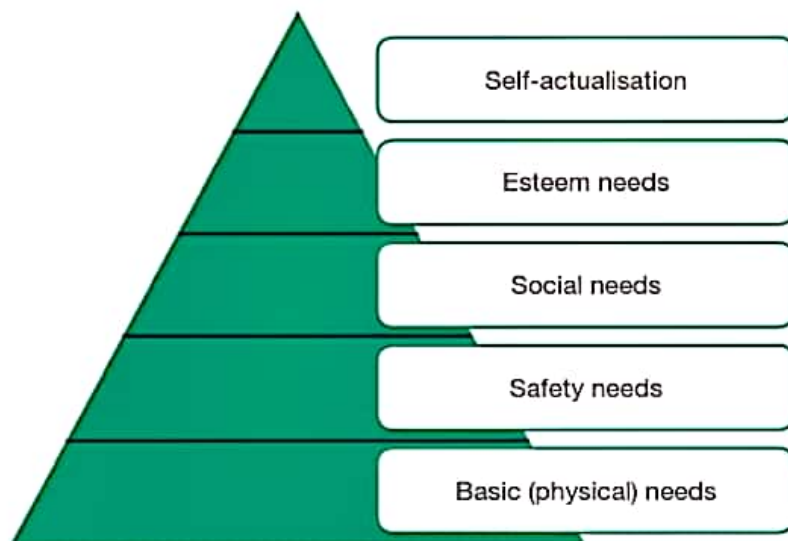 Self-actualisation
Esteem needs
Social needs
Safety needs
Basic (physical) needs